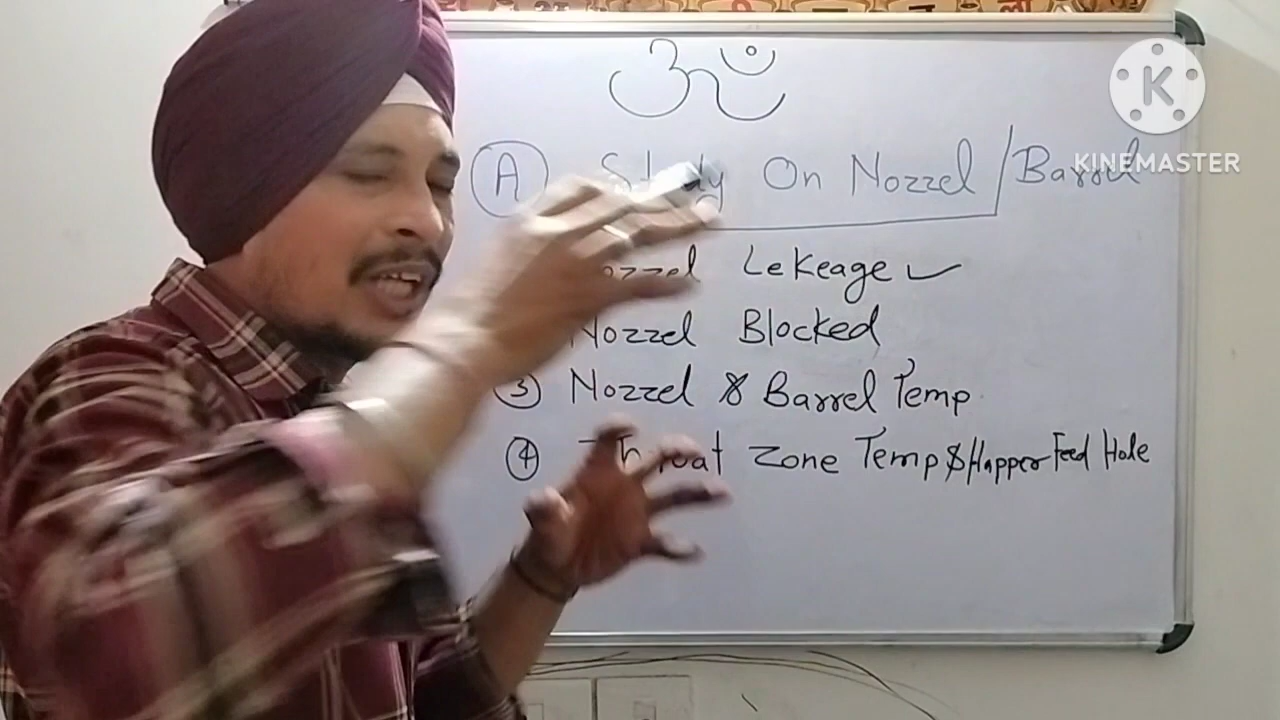 ॐ
K
KINEMASTER
A Study On Nozzel / Barrel
Nozzel Lekeage ✓
Nozzel Blocked
3 Nozzel & Barrel Temp
4 Throat Zone Temp & Happer Feed Hole